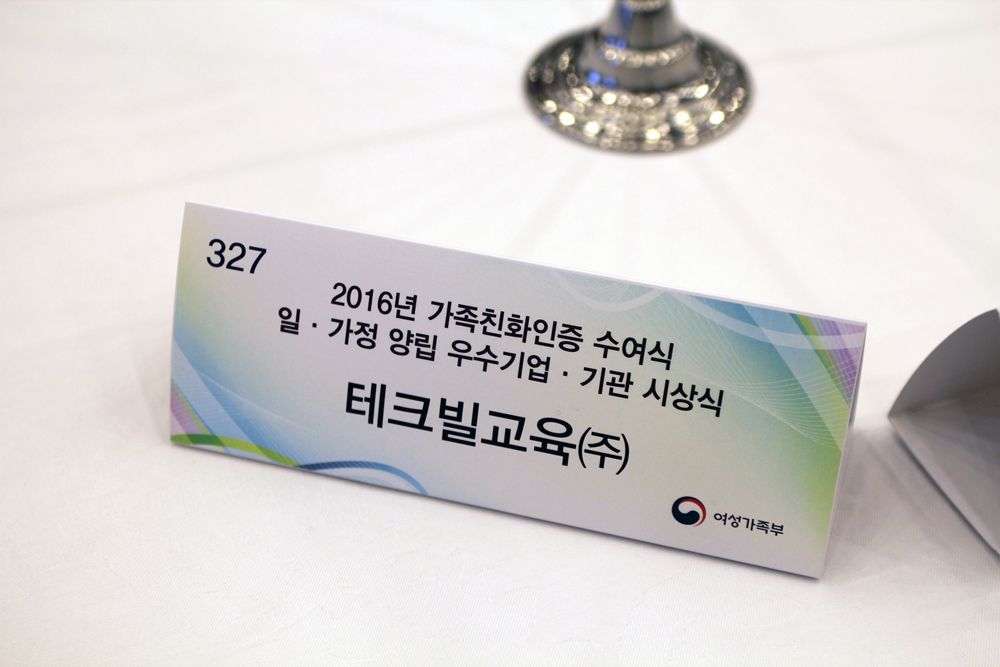 327
2016년 가족친화인증 수여식
일 · 가정 양립 우수기업 · 기관 시상식
테크빌교육(주)
여성가족부